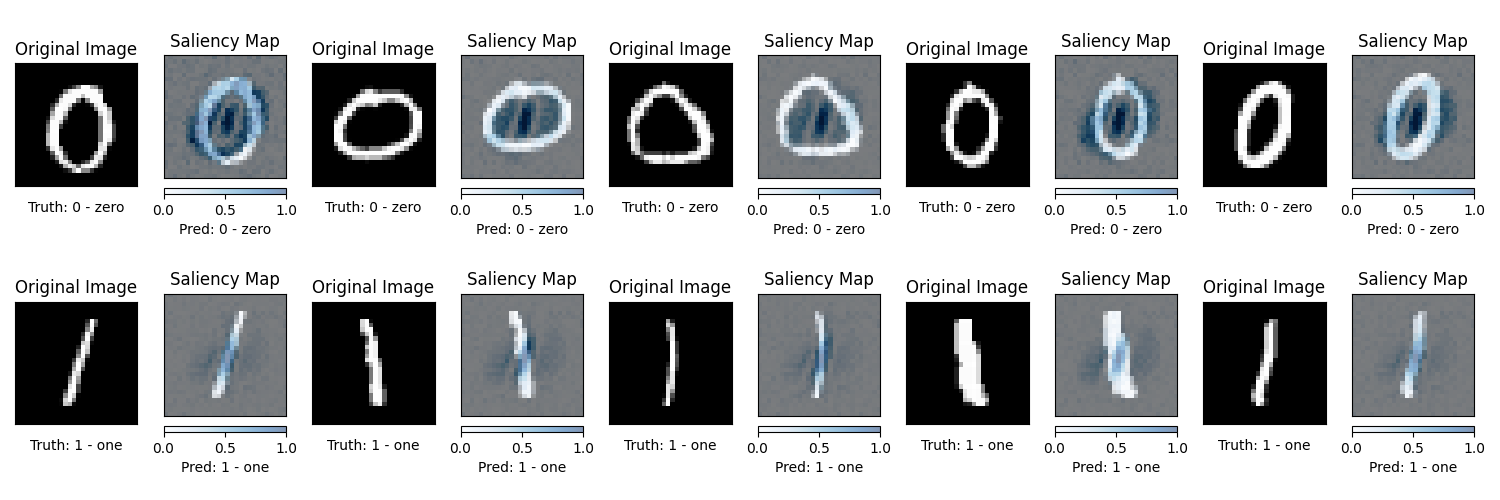 Original Image Saliency Map Original Image Saliency Map Original Image Saliency Map Original Image Saliency Map Original Image Saliency Map
Truth: 0 - zero 0.0 0.5 1.0 Truth: 0 - zero 0.0 0.5 1.0 Truth: 0 - zero 0.0 0.5 1.0 Truth: 0 - zero 0.0 0.5 1.0 Truth: 0 - zero 0.0 0.5 1.0
Pred: 0 - zero Pred: 0 - zero Pred: 0 - zero Pred: 0 - zero Pred: 0 - zero
Original Image Saliency Map Original Image Saliency Map Original Image Saliency Map Original Image Saliency Map Original Image Saliency Map
Truth: 1 - one 0.0 0.5 1.0 Truth: 1 - one 0.0 0.5 1.0 Truth: 1 - one 0.0 0.5 1.0 Truth: 1 - one 0.0 0.5 1.0 Truth: 1 - one 0.0 0.5 1.0
Pred: 1 - one Pred: 1 - one Pred: 1 - one Pred: 1 - one Pred: 1 - one